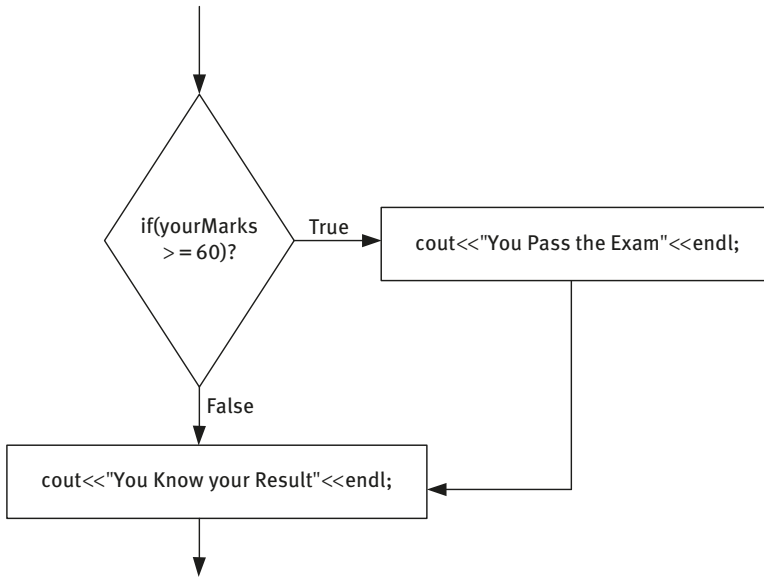 if(yourMarks
>=60)?
True
cout<<"You Pass the Exam"<<endl;
False
cout<<"You Know your Result"<<endl;